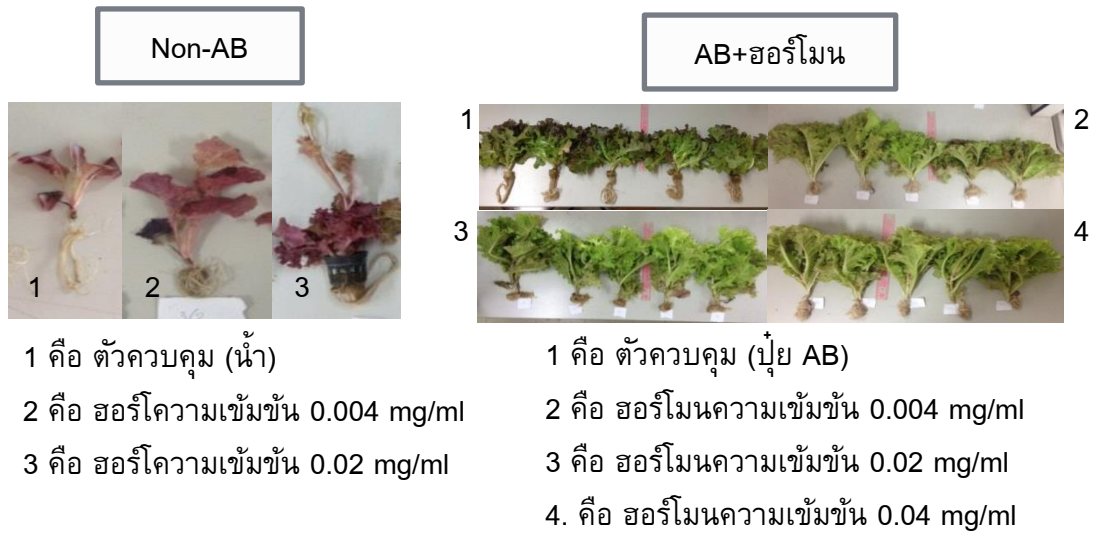 Non-AB
AB+ฮอร์โมน
1
2
3
1
2
3
4
1 คือ ตัวควบคุม (น้ำ)
2 คือ ฮอร์โความเข้มข้น 0.004 mg/ml
3 คือ ฮอร์โความเข้มข้น 0.02 mg/ml
1 คือ ตัวควบคุม (ปุ๋ย AB)
2 คือ ฮอร์โมนความเข้มข้น 0.004 mg/ml
3 คือ ฮอร์โมนความเข้มข้น 0.02 mg/ml
4. คือ ฮอร์โมนความเข้มข้น 0.04 mg/ml